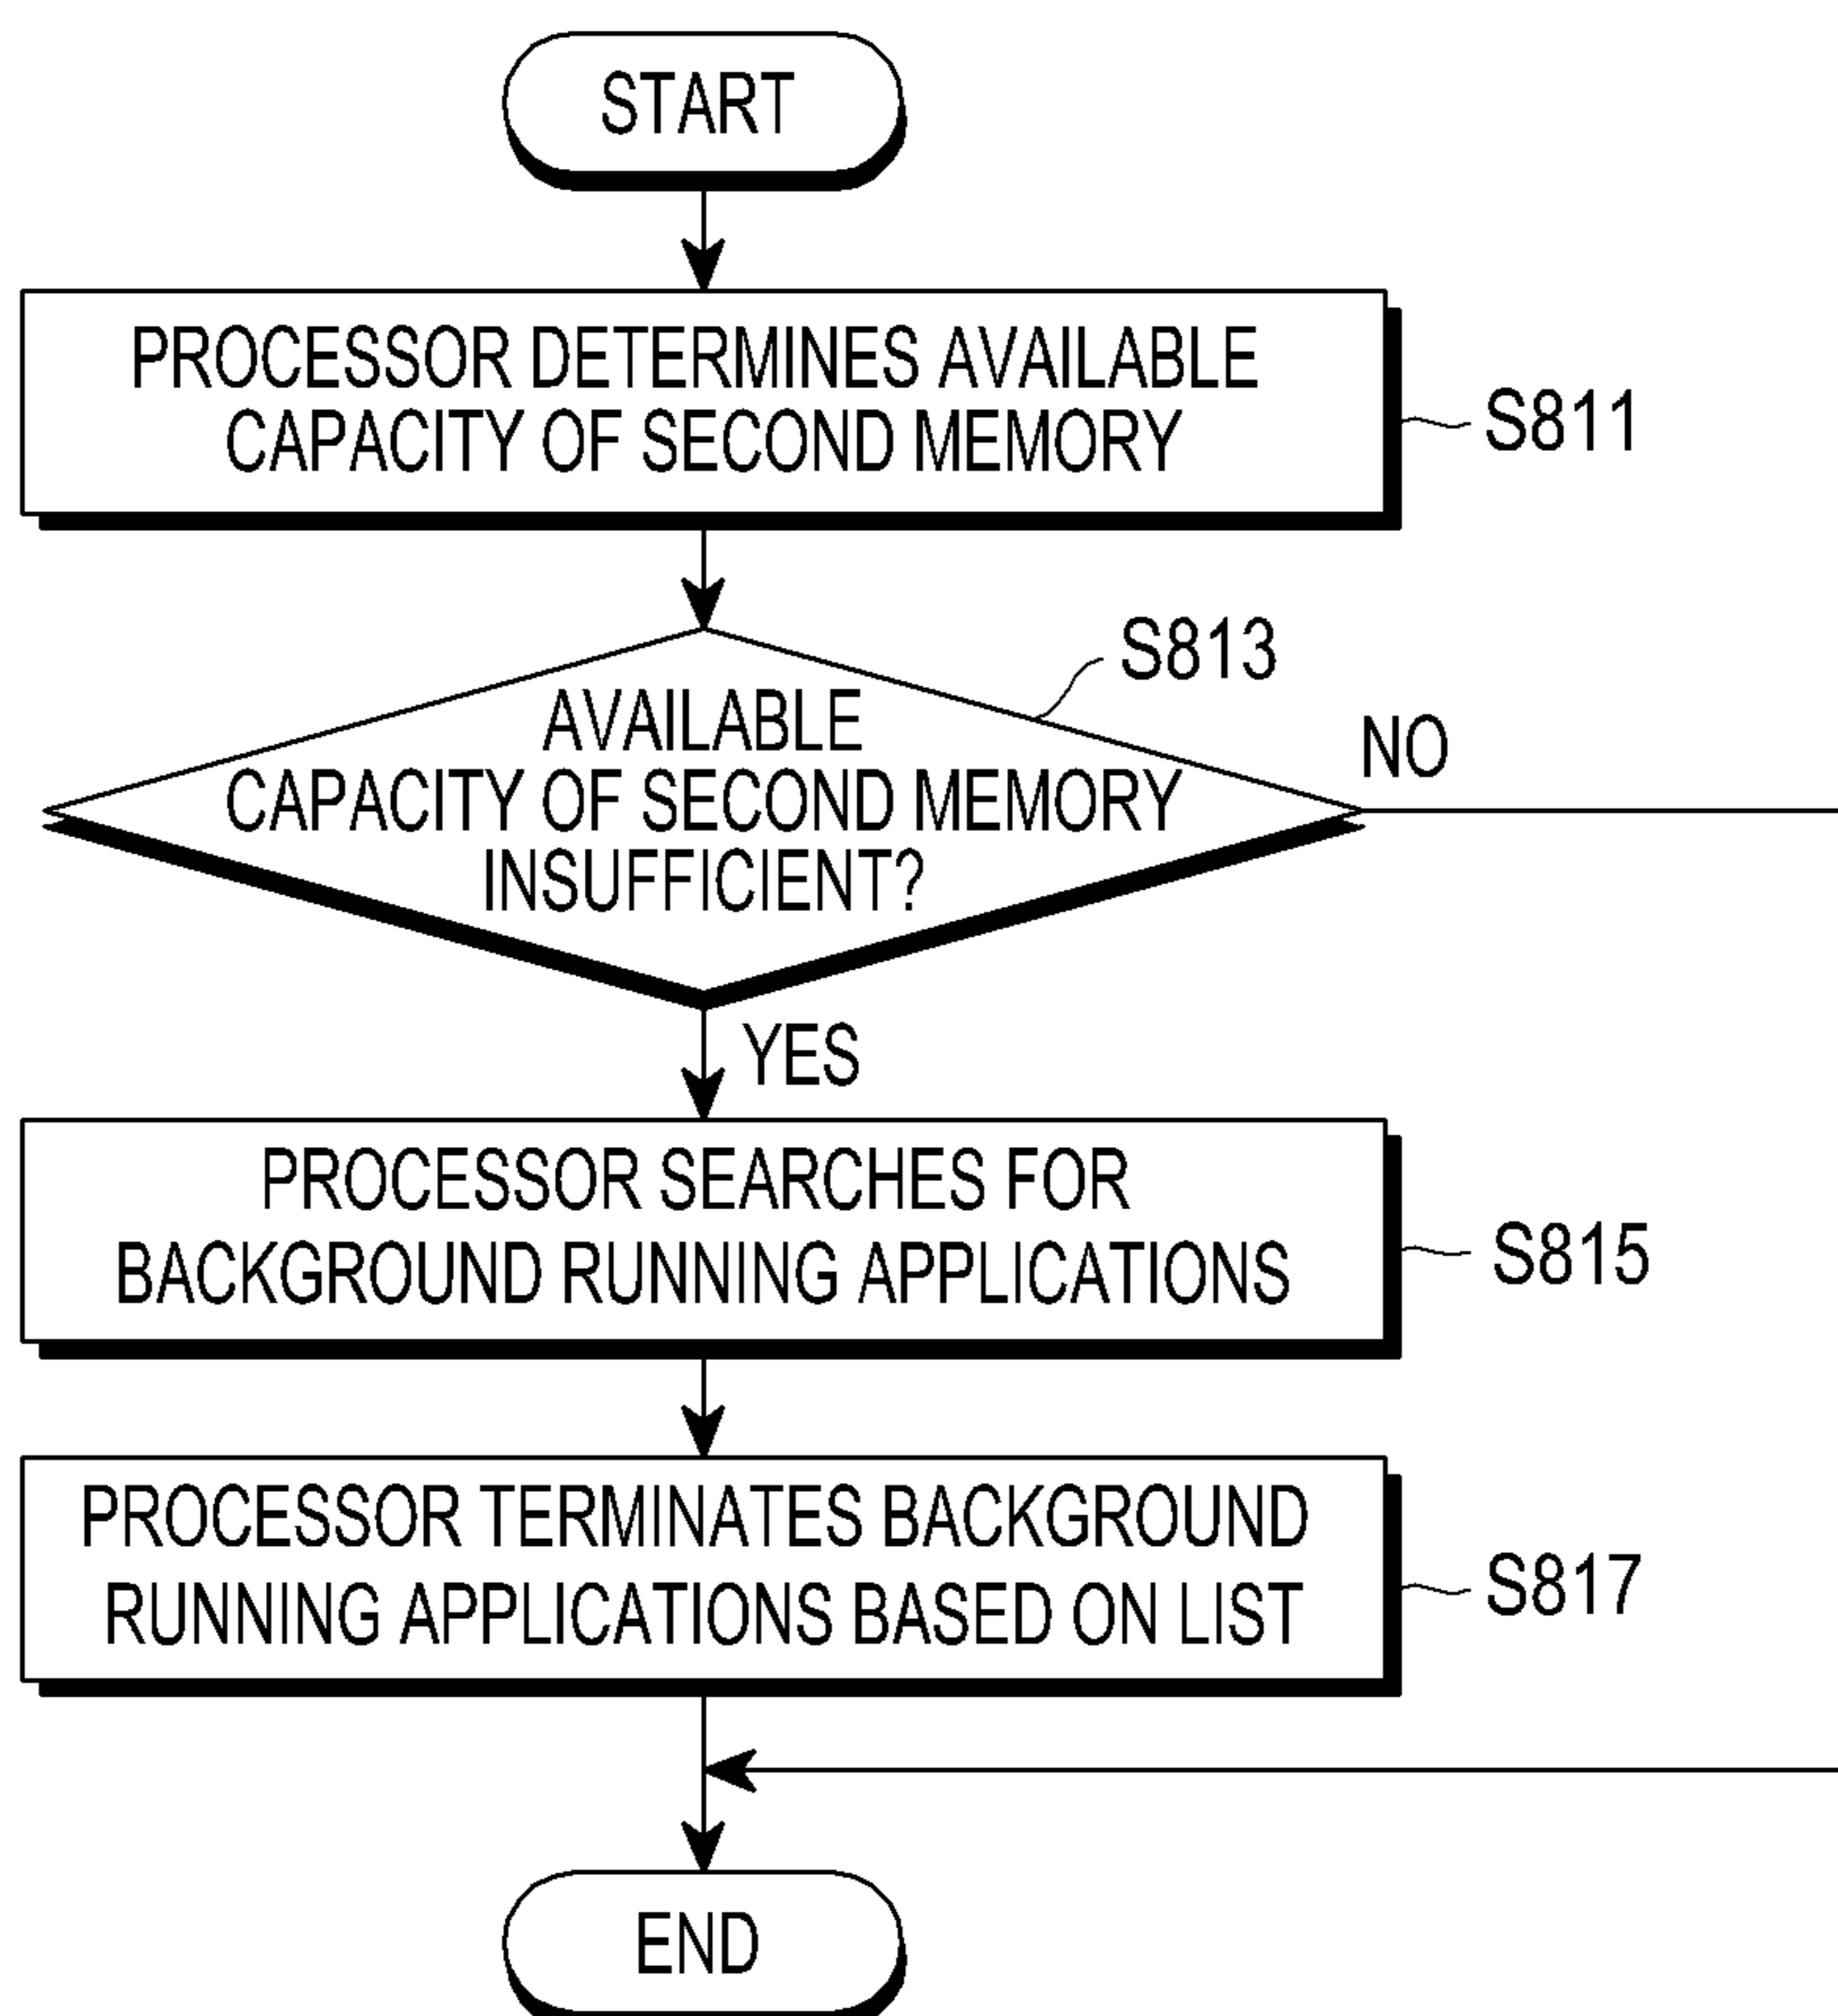 START
PROCESSOR DETERMINES AVAILABLE
CAPACITY OF SECOND MEMORY
S811
S813
AVAILABLE
CAPACITY OF SECOND MEMORY
INSUFFICIENT?
NO
YES
PROCESSOR SEARCHES FOR
BACKGROUND RUNNING APPLICATIONS
S815
PROCESSOR TERMINATES BACKGROUND
RUNNING APPLICATIONS BASED ON LIST
S817
END